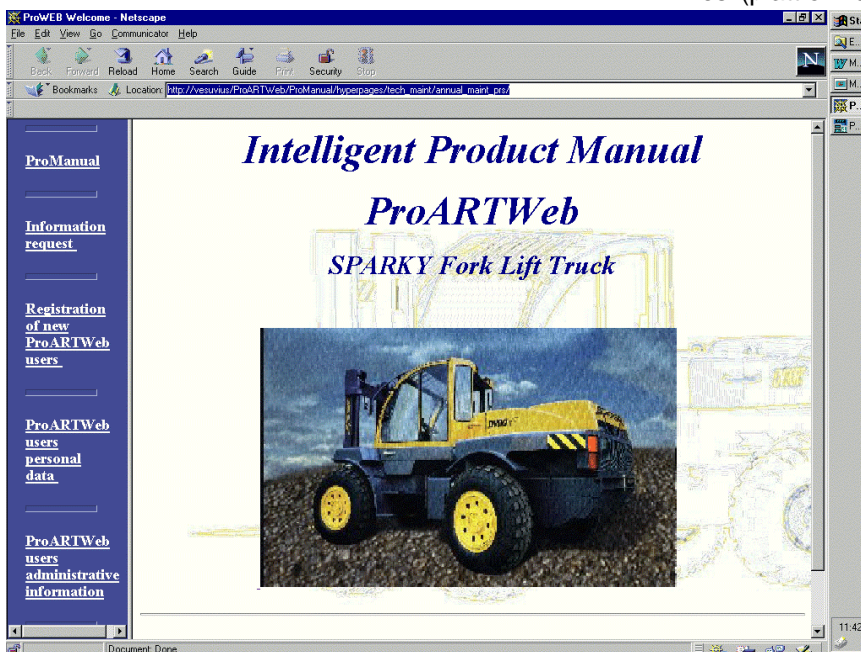 ProWEB Welcome - Netscape
File Edit View Go Communicator Help
Back Forward Reload Home Search Guide Print Security Stop
N
Bookmarks Location: http://vesuvius/ProARTWeb/ProManual/hyperpages/tech_maint/annual_maint_prs/
Sta
E...
M...
M...
P...
P...
ProManual
Information
request
Registration
of new
ProARTWeb
users
ProARTWeb
users
personal
data
ProARTWeb
users
administrative
information
Intelligent Product Manual
ProARTWeb
SPARKY Fork Lift Truck
Document: Done
11:42